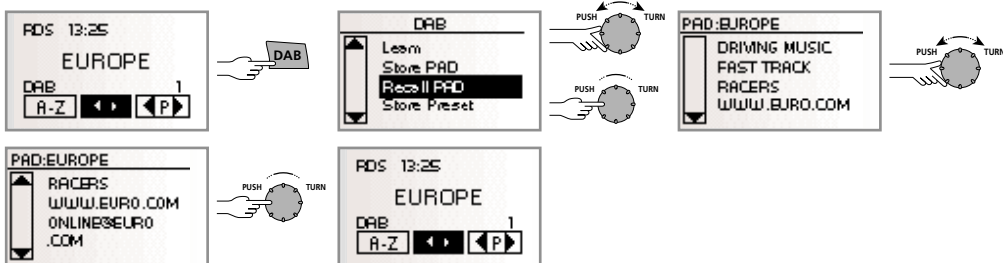 RDS 13:25
EUROPE
DAB 1
A-Z P
DAB
DAB
Learn
Store PAD
Recall PAD
Store Preset
PUSH TURN
PUSH TURN
PAD:EUROPE
DRIVING MUSIC.
FAST TRACK
RACERS
WWW.EURO.COM
PUSH TURN
PAD:EUROPE
RACERS
WWW.EURO.COM
ONLINE@EURO
.COM
PUSH TURN
RDS 13:25
EUROPE
DAB 1
A-Z P